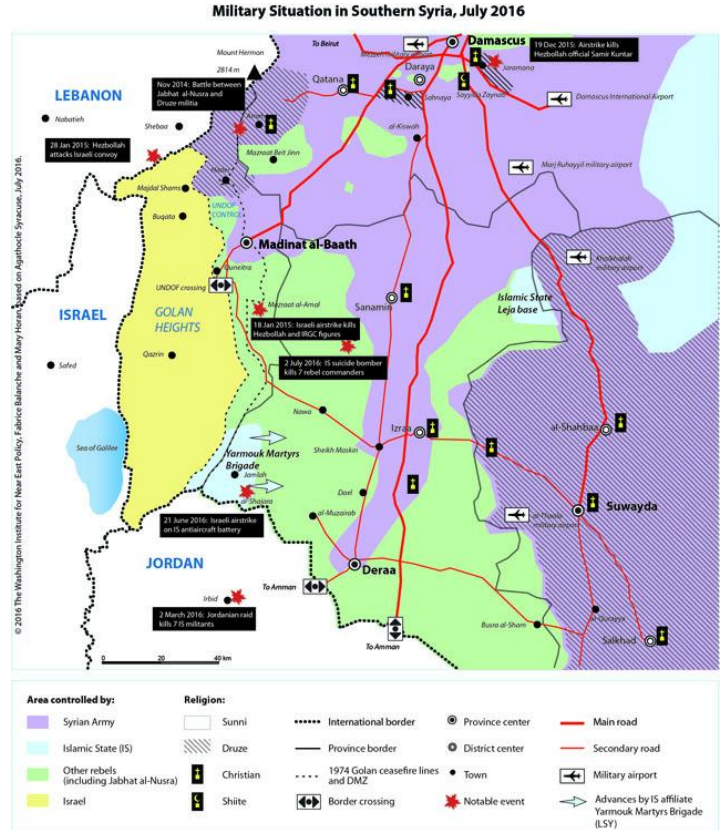 Military Situation in Southern Syria, July 2016
To Beirut
Mezzeh military airport
Damascus
19 Dec 2015: Airstrike kills
Hezbollah official Samir Kuntar
Mount Hermon
2814 m
Daraya
Jaramana
Nov 2014: Battle between
Jabhat al-Nusra and
Druze militia
Qatana
Sahnaya
Sayyida Zaynab
Damascus International Airport
LEBANON
Nabatieh
Shebaa
al-Kiswah
28 Jan 2015: Hezbollah
attacks Israeli convoy
Mazraat Beit Jinn
Marj Ruhayyil military airport
Hader
Majdal Shams
UNDOF
CONTROL
Buqata
Madinat al-Baath
Khalkhalah
military airport
Quneitra
UNDOF crossing
Islamic State
Leja base
Sanamin
Mazraat al-Amal
ISRAEL
GOLAN
HEIGHTS
18 Jan 2015: Israeli airstrike kills
Hezbollah and IRGC figures
2 July 2016: IS suicide bomber
kills 7 rebel commanders
Safed
Qazrin
Nawa
Izraa
al-Shahbaa
Sea of Galilee
Yarmouk Martyrs
Brigade
Sheikh Maskin
Jamlah
Dael
al-Shajara
al-Muzairab
al-Thaala
military airport
Suwayda
21 June 2016: Israeli airstrike
on IS antiaircraft battery
JORDAN
Deraa
To Amman
Irbid
2 March 2016: Jordanian raid
kills 7 IS militants
To Amman
Busra al-Sham
al-Qurayya
Salkhad
0 20 40 km
© 2016 The Washington Institute for Near East Policy, Fabrice Balanche and Mary Horan, based on Agathocle Syracuse, July 2016.
Area controlled by:
Syrian Army
Islamic State (IS)
Other rebels
(including Jabhat al-Nusra)
Israel
Religion:
Sunni
Druze
Christian
Shiite
International border
Province border
1974 Golan ceasefire lines
and DMZ
Border crossing
Province center
District center
Town
Notable event
Main road
Secondary road
Military airport
Advances by IS affiliate
Yarmouk Martyrs Brigade
(LSY)